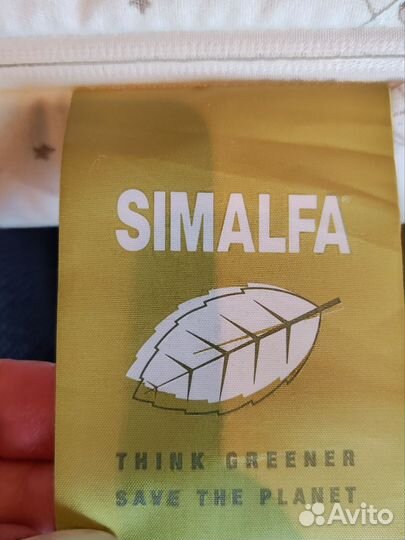 SIMALFA®
THINK GREENER
SAVE THE PLANET
Avito